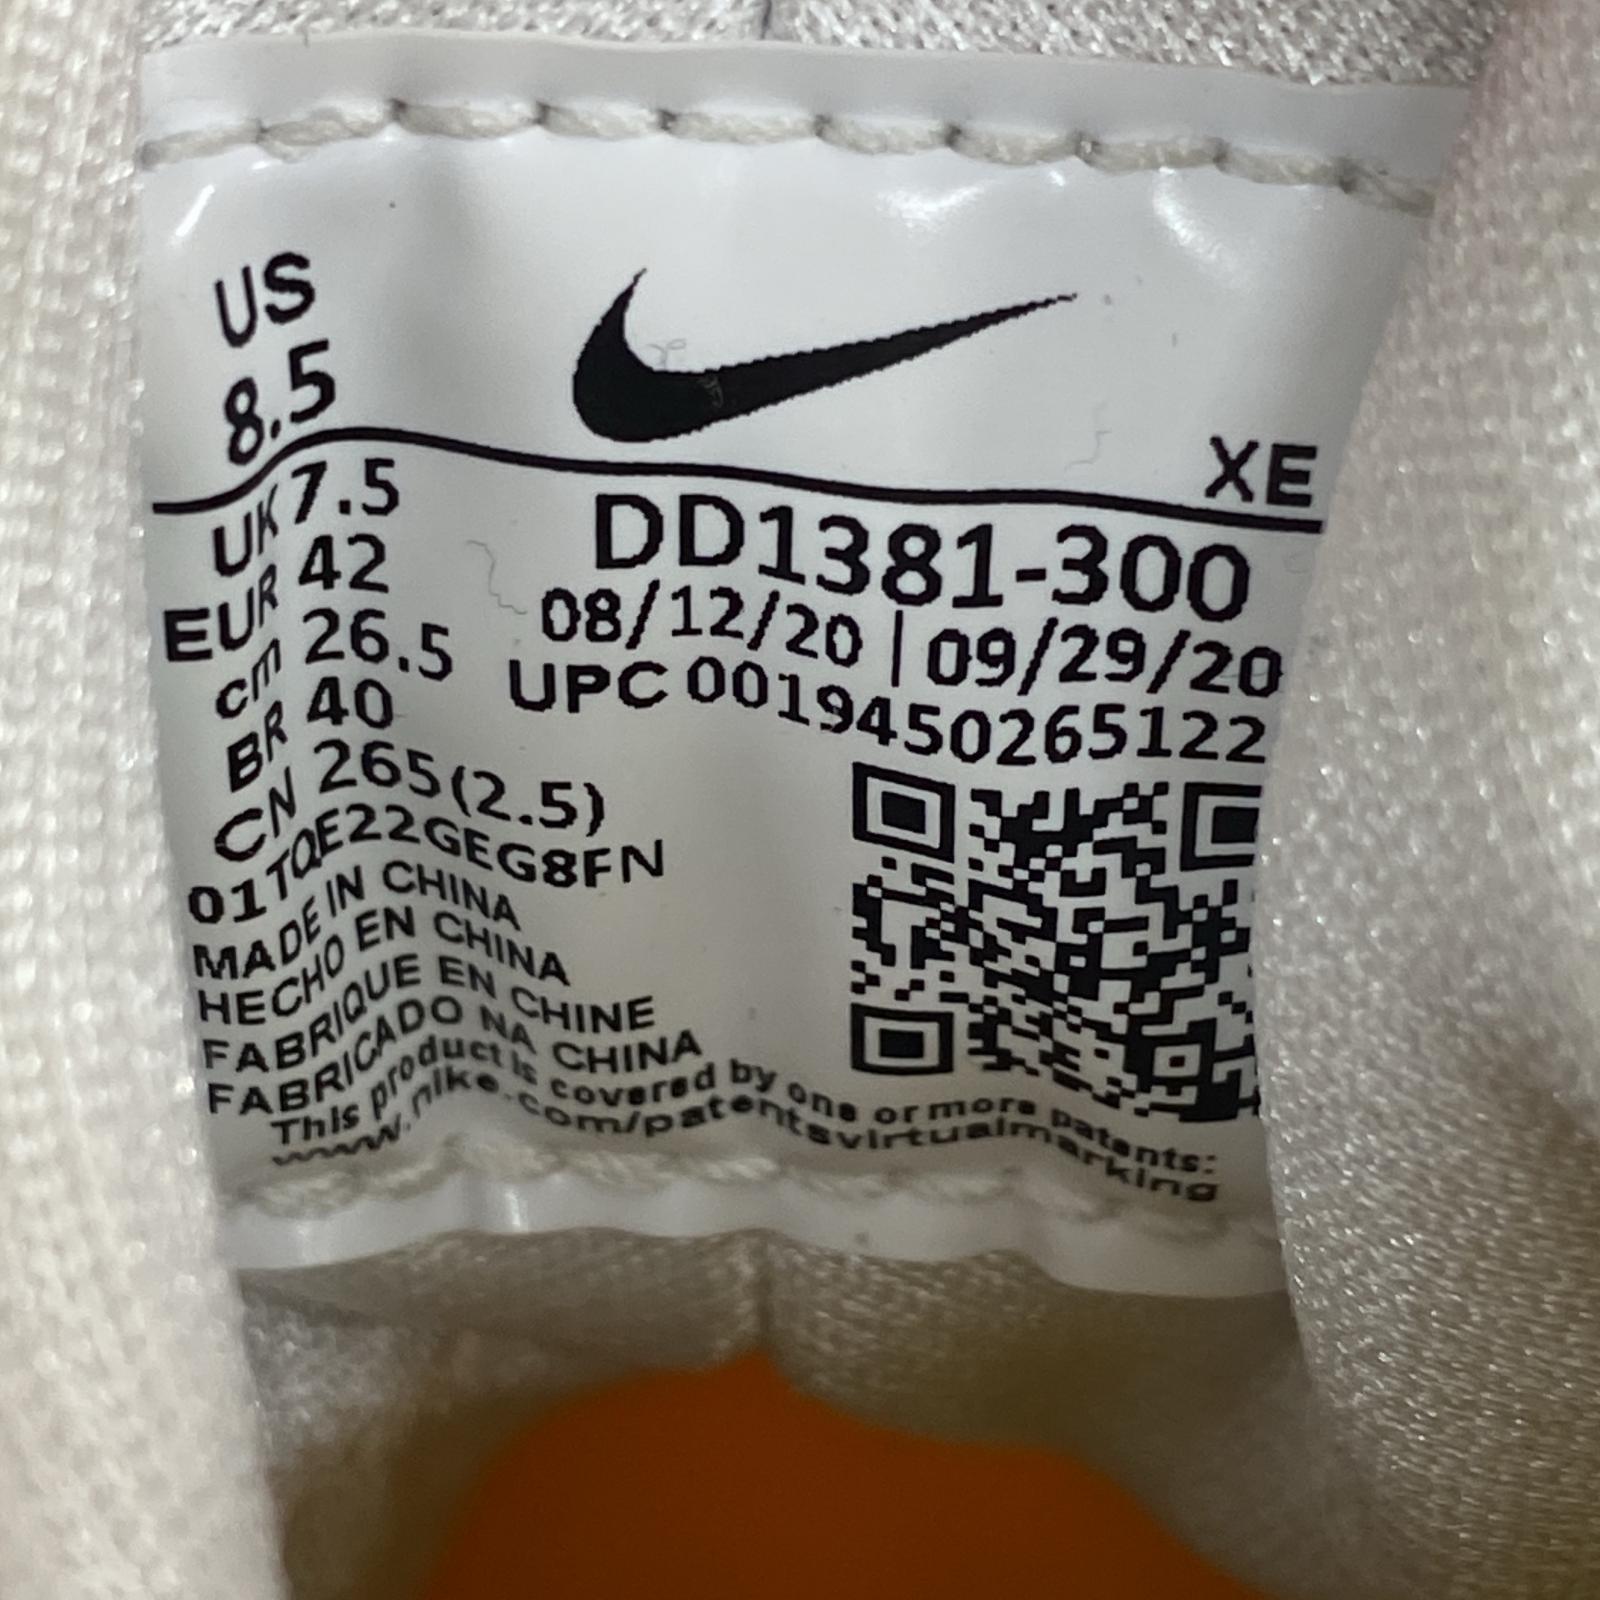 US
8.5
XE
UK 7.5
EUR 42
cm 26.5
BR 40
CN 265(2.5)
01TQE22GEG8FN
MADE IN CHINA
HECHO EN CHINA
FABRIQUE EN CHINE
FABRICADO NA CHINA
DD1381-300
08/12/20 | 09/29/20
UPC 00194502651​22
This product is covered by one or more patents:
www.nike.com/patentsvirtualmarking